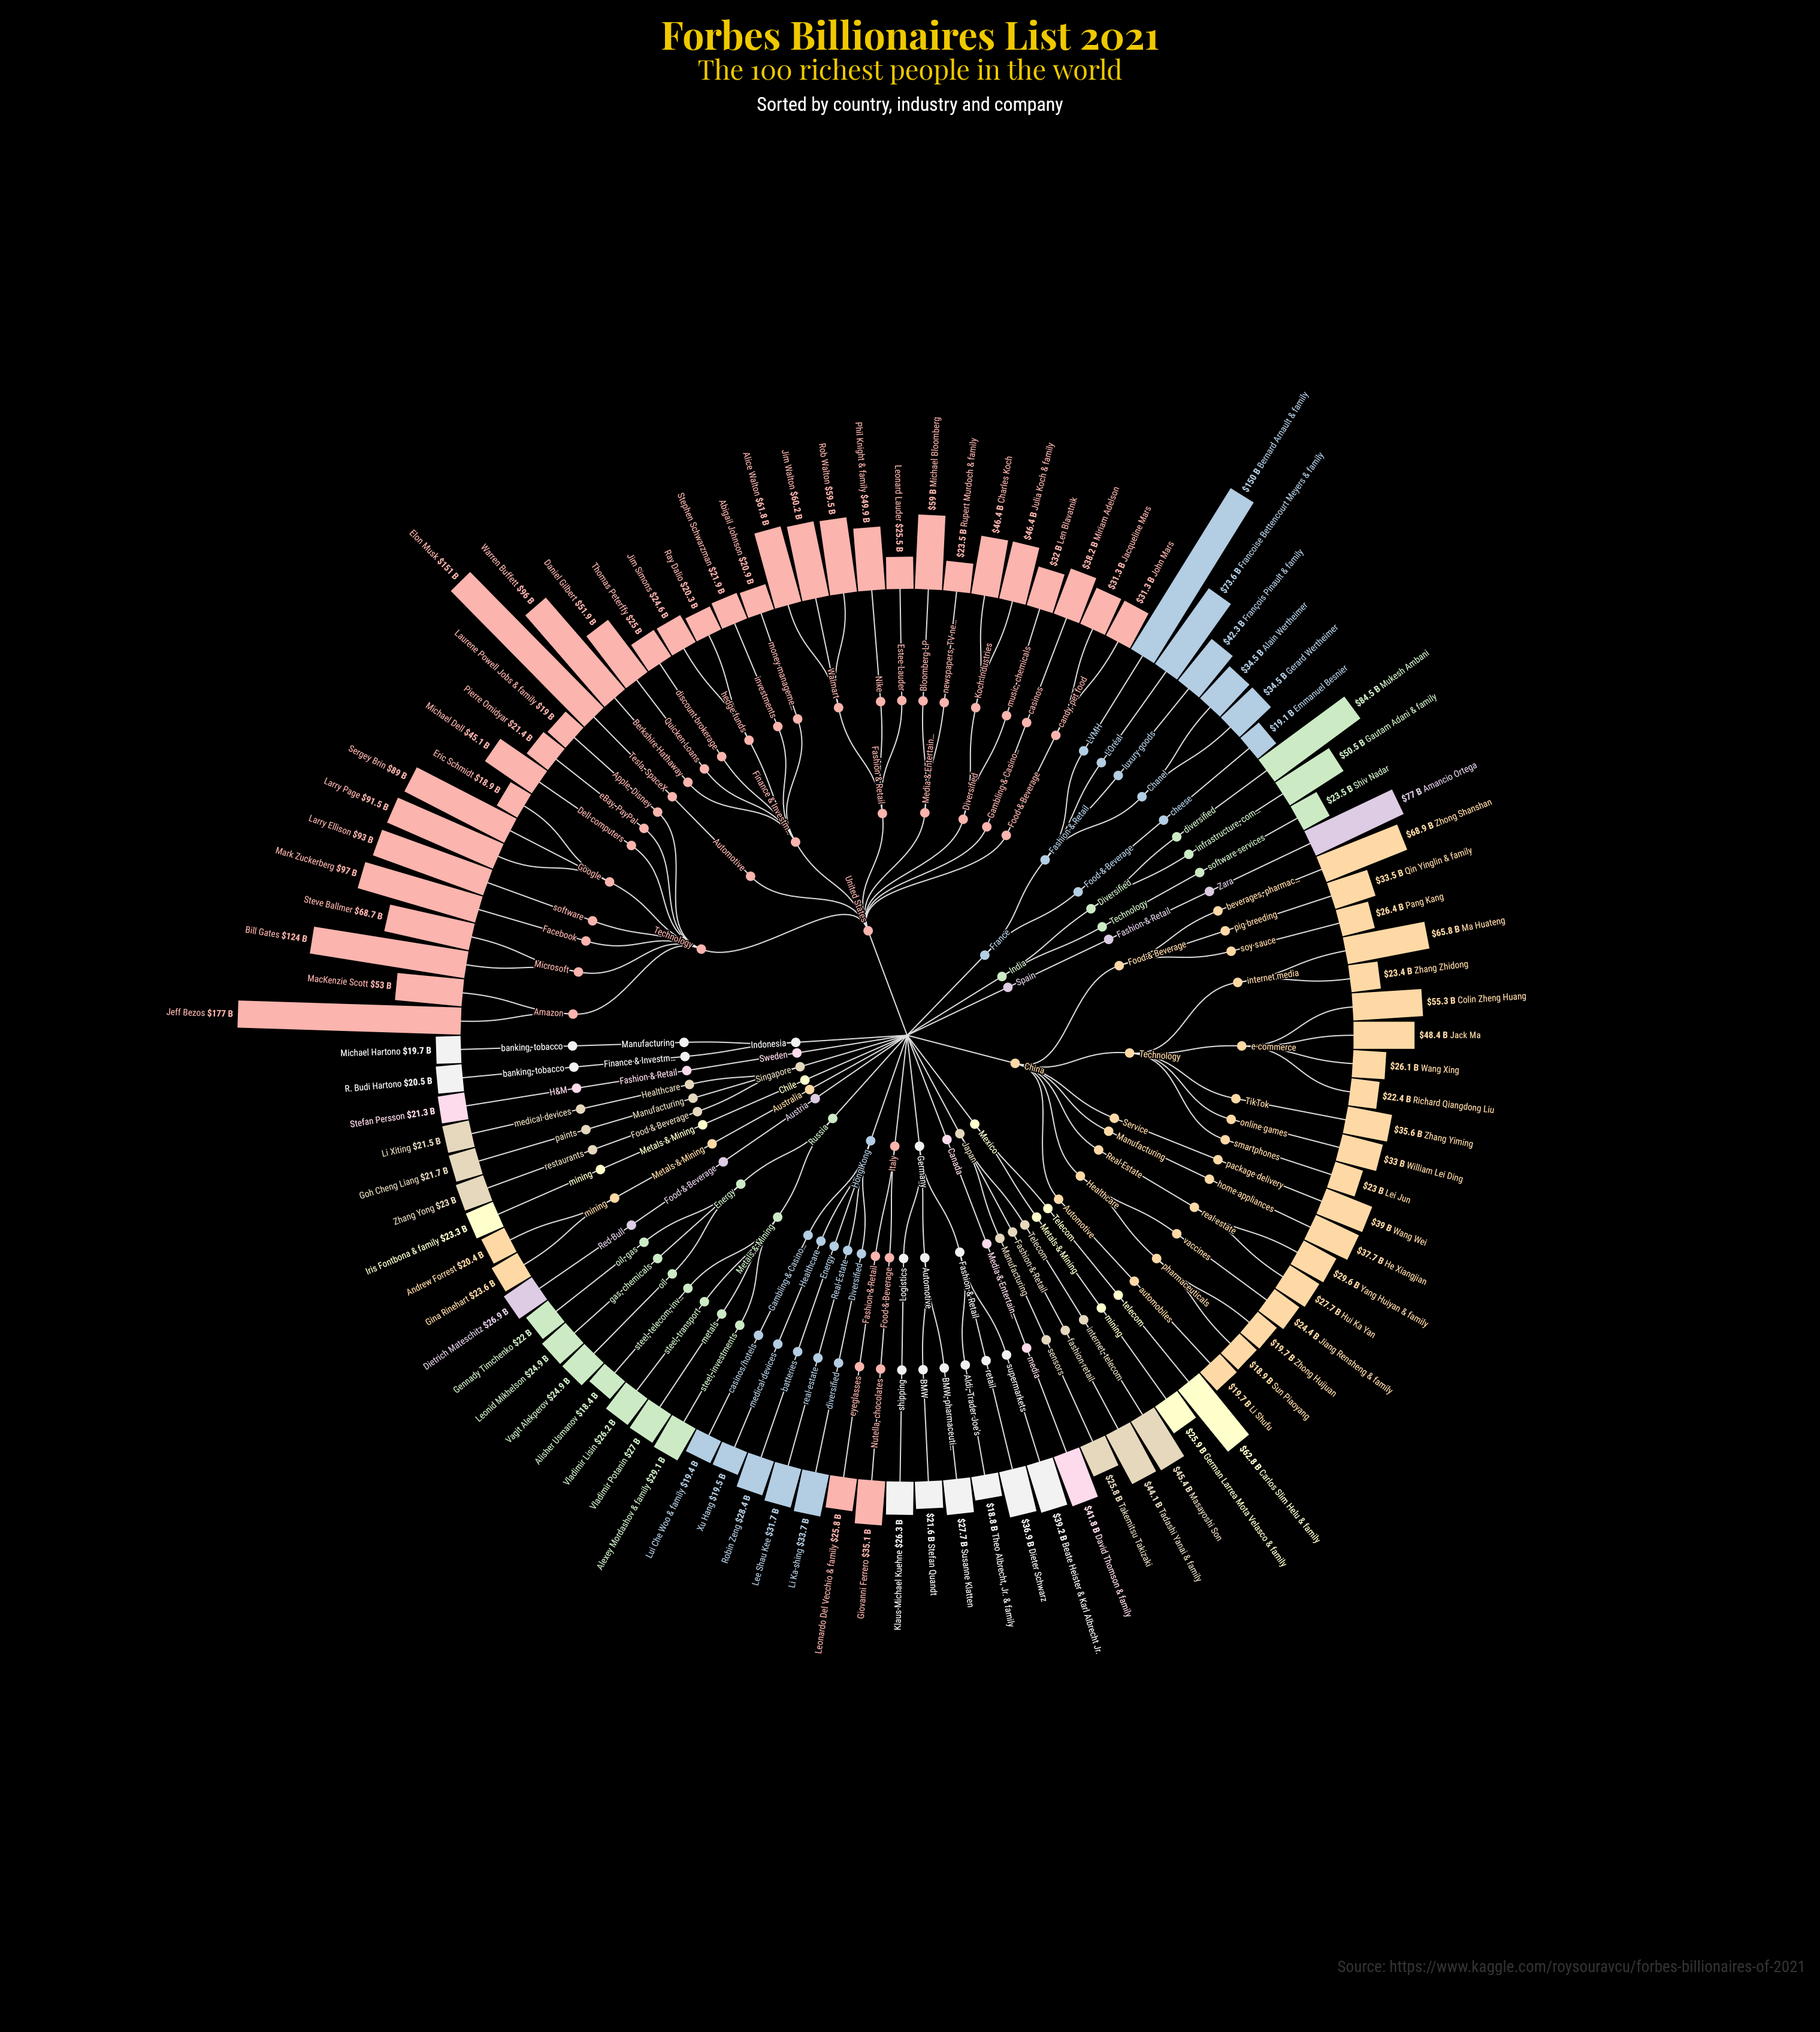 Forbes Billionaires List 2021
The 100 richest people in the world
Sorted by country, industry and company
Jeff Bezos $177 B
MacKenzie Scott $53 B
Bill Gates $124 B
Steve Ballmer $68.7 B
Mark Zuckerberg $97 B
Larry Ellison $93 B
Larry Page $91.5 B
Sergey Brin $89 B
Eric Schmidt $18.9 B
Michael Dell $45.1 B
Pierre Omidyar $21.4 B
Laurene Powell Jobs & family $19 B
Elon Musk $151 B
Warren Buffett $96 B
Daniel Gilbert $51.9 B
Thomas Peterffy $25 B
Jim Simons $24.6 B
Ray Dalio $20.3 B
Stephen Schwarzman $21.9 B
Abigail Johnson $20.9 B
Alice Walton $61.8 B
Jim Walton $60.2 B
Rob Walton $59.5 B
Phil Knight & family $49.9 B
Leonard Lauder $25.5 B
$59 B Michael Bloomberg
$23.5 B Rupert Murdoch & family
$46.4 B Charles Koch
$46.4 B Julia Koch & family
$32 B Len Blavatnik
$38.2 B Miriam Adelson
$31.3 B Jacqueline Mars
$31.3 B John Mars
$150 B Bernard Arnault & family
$73.6 B Francoise Bettencourt Meyers & family
$42.3 B François Pinault & family
$34.5 B Alain Wertheimer
$34.5 B Gerard Wertheimer
$19.1 B Emmanuel Besnier
$84.5 B Mukesh Ambani
$50.5 B Gautam Adani & family
$23.5 B Shiv Nadar
$77 B Amancio Ortega
$68.9 B Zhong Shanshan
$33.5 B Qin Yinglin & family
$26.4 B Pang Kang
$65.8 B Ma Huateng
$23.4 B Zhang Zhidong
$55.3 B Colin Zheng Huang
$48.4 B Jack Ma
$26.1 B Wang Xing
$22.4 B Richard Qiangdong Liu
$35.6 B Zhang Yiming
$33 B William Lei Ding
$23 B Lei Jun
$39 B Wang Wei
$37.7 B He Xiangjian
$29.6 B Yang Huiyan & family
$27.7 B Hui Ka Yan
$24.4 B Jiang Rensheng & family
$19.7 B Zhong Huijuan
$18.9 B Sun Piaoyang
$19.7 B Li Shufu
$62.8 B Carlos Slim Helu & family
$25.9 B German Larrea Mota Velasco & family
$45.4 B Masayoshi Son
$44.1 B Tadashi Yanai & family
$25.8 B Takemitsu Takizaki
$41.8 B David Thomson & family
$39.2 B Beate Heister & Karl Albrecht Jr.
$36.9 B Dieter Schwarz
$18.8 B Theo Albrecht, Jr. & family
$27.7 B Susanne Klatten
$21.6 B Stefan Quandt
Klaus-Michael Kuehne $26.3 B
Giovanni Ferrero $35.1 B
Leonardo Del Vecchio & family $25.8 B
Li Ka-shing $33.7 B
Lee Shau Kee $31.7 B
Robin Zeng $28.4 B
Xu Hang $19.5 B
Lui Che Woo & family $19.4 B
Alexey Mordashov & family $29.1 B
Vladimir Potanin $27 B
Vladimir Lisin $26.2 B
Alisher Usmanov $18.4 B
Vagit Alekperov $24.9 B
Leonid Mikhelson $24.9 B
Gennady Timchenko $22 B
Dietrich Mateschitz $26.9 B
Gina Rinehart $23.6 B
Andrew Forrest $20.4 B
Iris Fontbona & family $23.3 B
Zhang Yong $23 B
Goh Cheng Liang $21.7 B
Li Xiting $21.5 B
Stefan Persson $21.3 B
R. Budi Hartono $20.5 B
Michael Hartono $19.7 B
United States
Technology
Amazon
Microsoft
Facebook
software
Google
Dell computers
eBay, PayPal
Apple, Disney
Automotive
Tesla, SpaceX
Finance & Investm...
Berkshire Hathaway
Quicken Loans
discount brokerage
hedge funds
investments
money manageme...
Fashion & Retail
Walmart
Nike
Estee Lauder
Media & Entertain...
Bloomberg LP
newspapers, TV ne...
Diversified
Koch Industries
music, chemicals
Gambling & Casino...
casinos
Food & Beverage
candy, pet food
France
Fashion & Retail
LVMH
L'Oréal
luxury goods
Chanel
Food & Beverage
cheese
India
Diversified
diversified
infrastructure, com...
Technology
software services
Spain
Fashion & Retail
Zara
China
Food & Beverage
beverages, pharmac...
pig breeding
soy sauce
Technology
internet media
e-commerce
TikTok
online games
smartphones
Service
package delivery
Manufacturing
home appliances
Real Estate
real estate
Healthcare
vaccines
pharmaceuticals
Automotive
automobiles
Mexico
Telecom
telecom
Metals & Mining
mining
Japan
Telecom
internet, telecom
Fashion & Retail
fashion retail
Manufacturing
sensors
Canada
Media & Entertain...
media
Germany
Fashion & Retail
supermarkets
retail
Aldi, Trader Joe's
Automotive
BMW, pharmaceuti...
BMW
Logistics
shipping
Italy
Food & Beverage
Nutella, chocolates
Fashion & Retail
eyeglasses
Hong Kong
Diversified
diversified
Real Estate
real estate
Energy
batteries
Healthcare
medical devices
Gambling & Casino...
casinos/hotels
Russia
Metals & Mining
steel, investments
metals
steel, transport
steel, telecom, inv...
Energy
oil
gas, chemicals
oil, gas
Austria
Food & Beverage
Red Bull
Australia
Metals & Mining
mining
Chile
Metals & Mining
mining
Singapore
Food & Beverage
restaurants
Manufacturing
paints
Healthcare
medical devices
Sweden
Fashion & Retail
H&M
Indonesia
Finance & Investm...
banking, tobacco
Manufacturing
banking, tobacco
Source: https://www.kaggle.com/roysouravcu/forbes-billionaires-of-2021